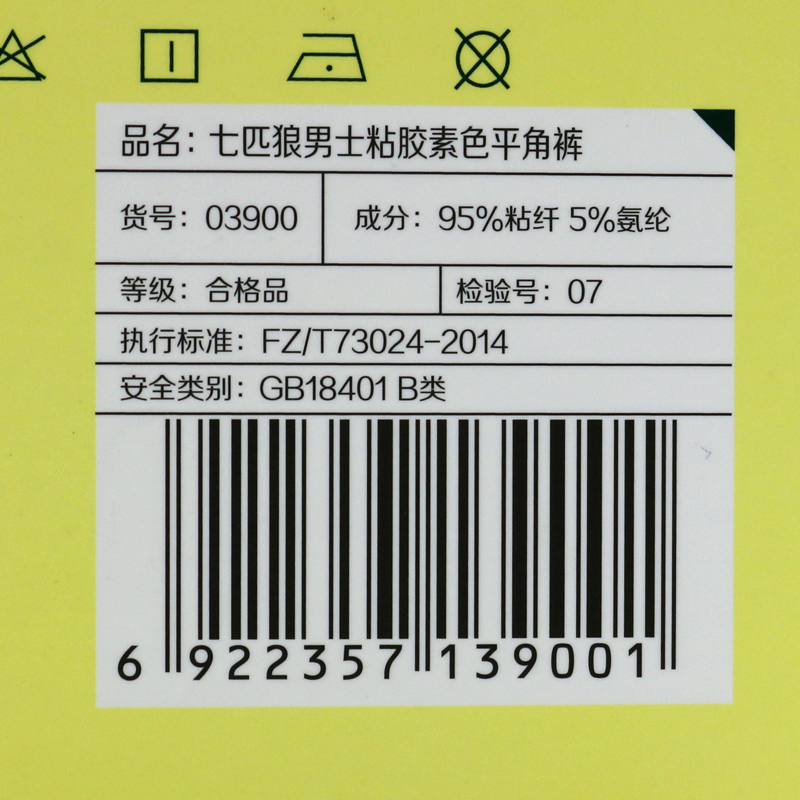 品名：七匹狼男士粘胶素色平角裤
货号：03900 成分：95%粘纤 5%氨纶
等级：合格品 检验号：07
执行标准：FZ/T73024-2014
安全类别：GB18401 B类
6 922357 139001